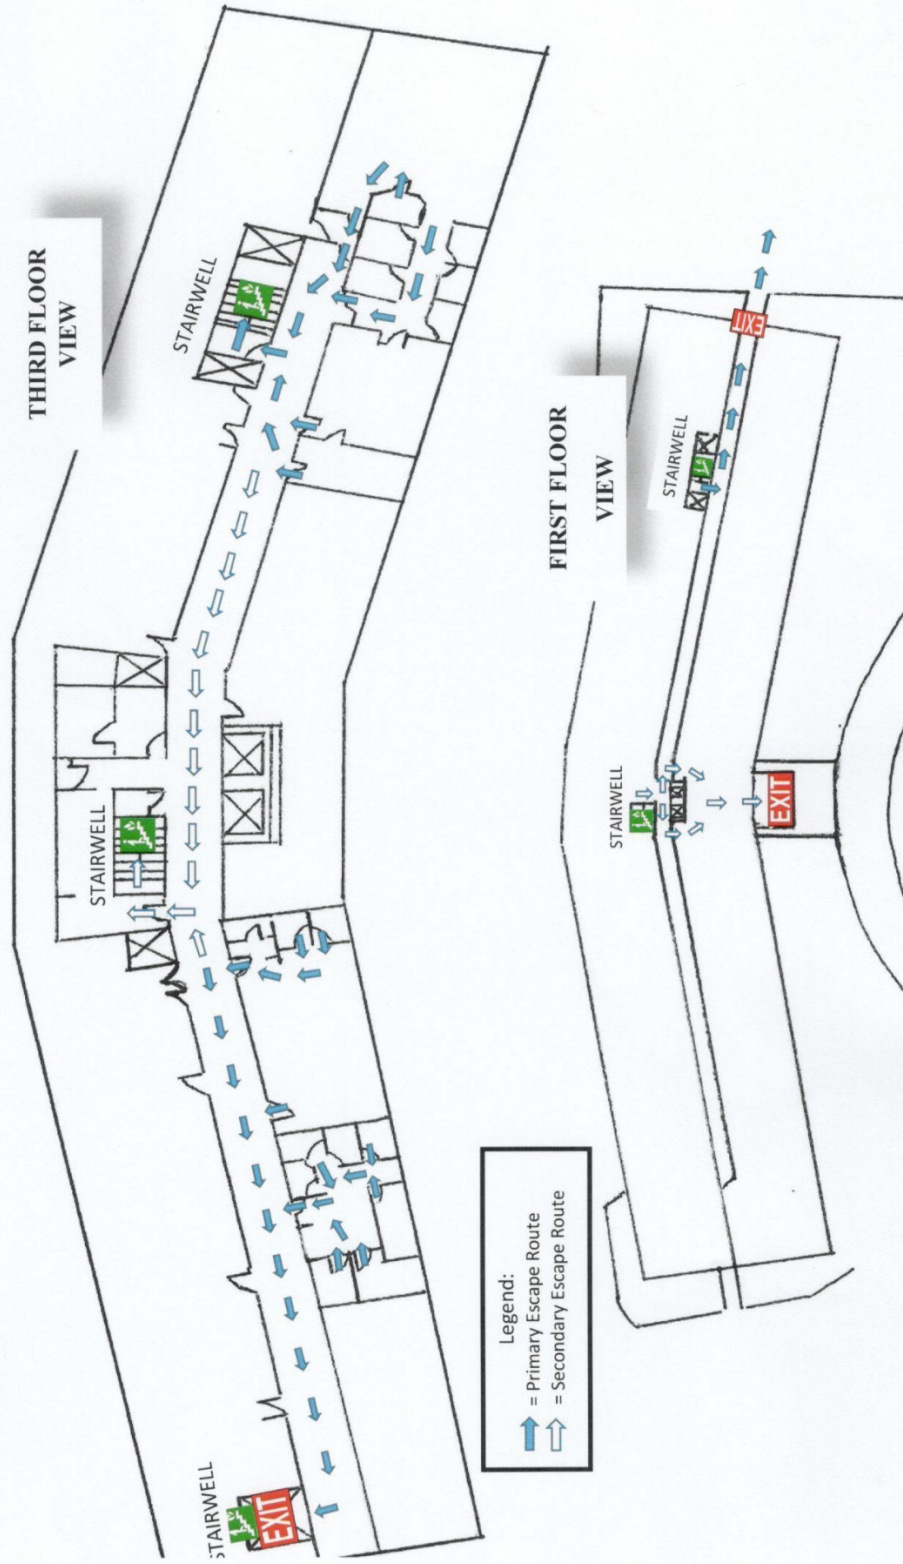 THIRD FLOOR
VIEW
STAIRWELL
STAIRWELL
STAIRWELL
EXIT
FIRST FLOOR
VIEW
STAIRWELL
EXIT
STAIRWELL
EXIT
Legend:
= Primary Escape Route
= Secondary Escape Route